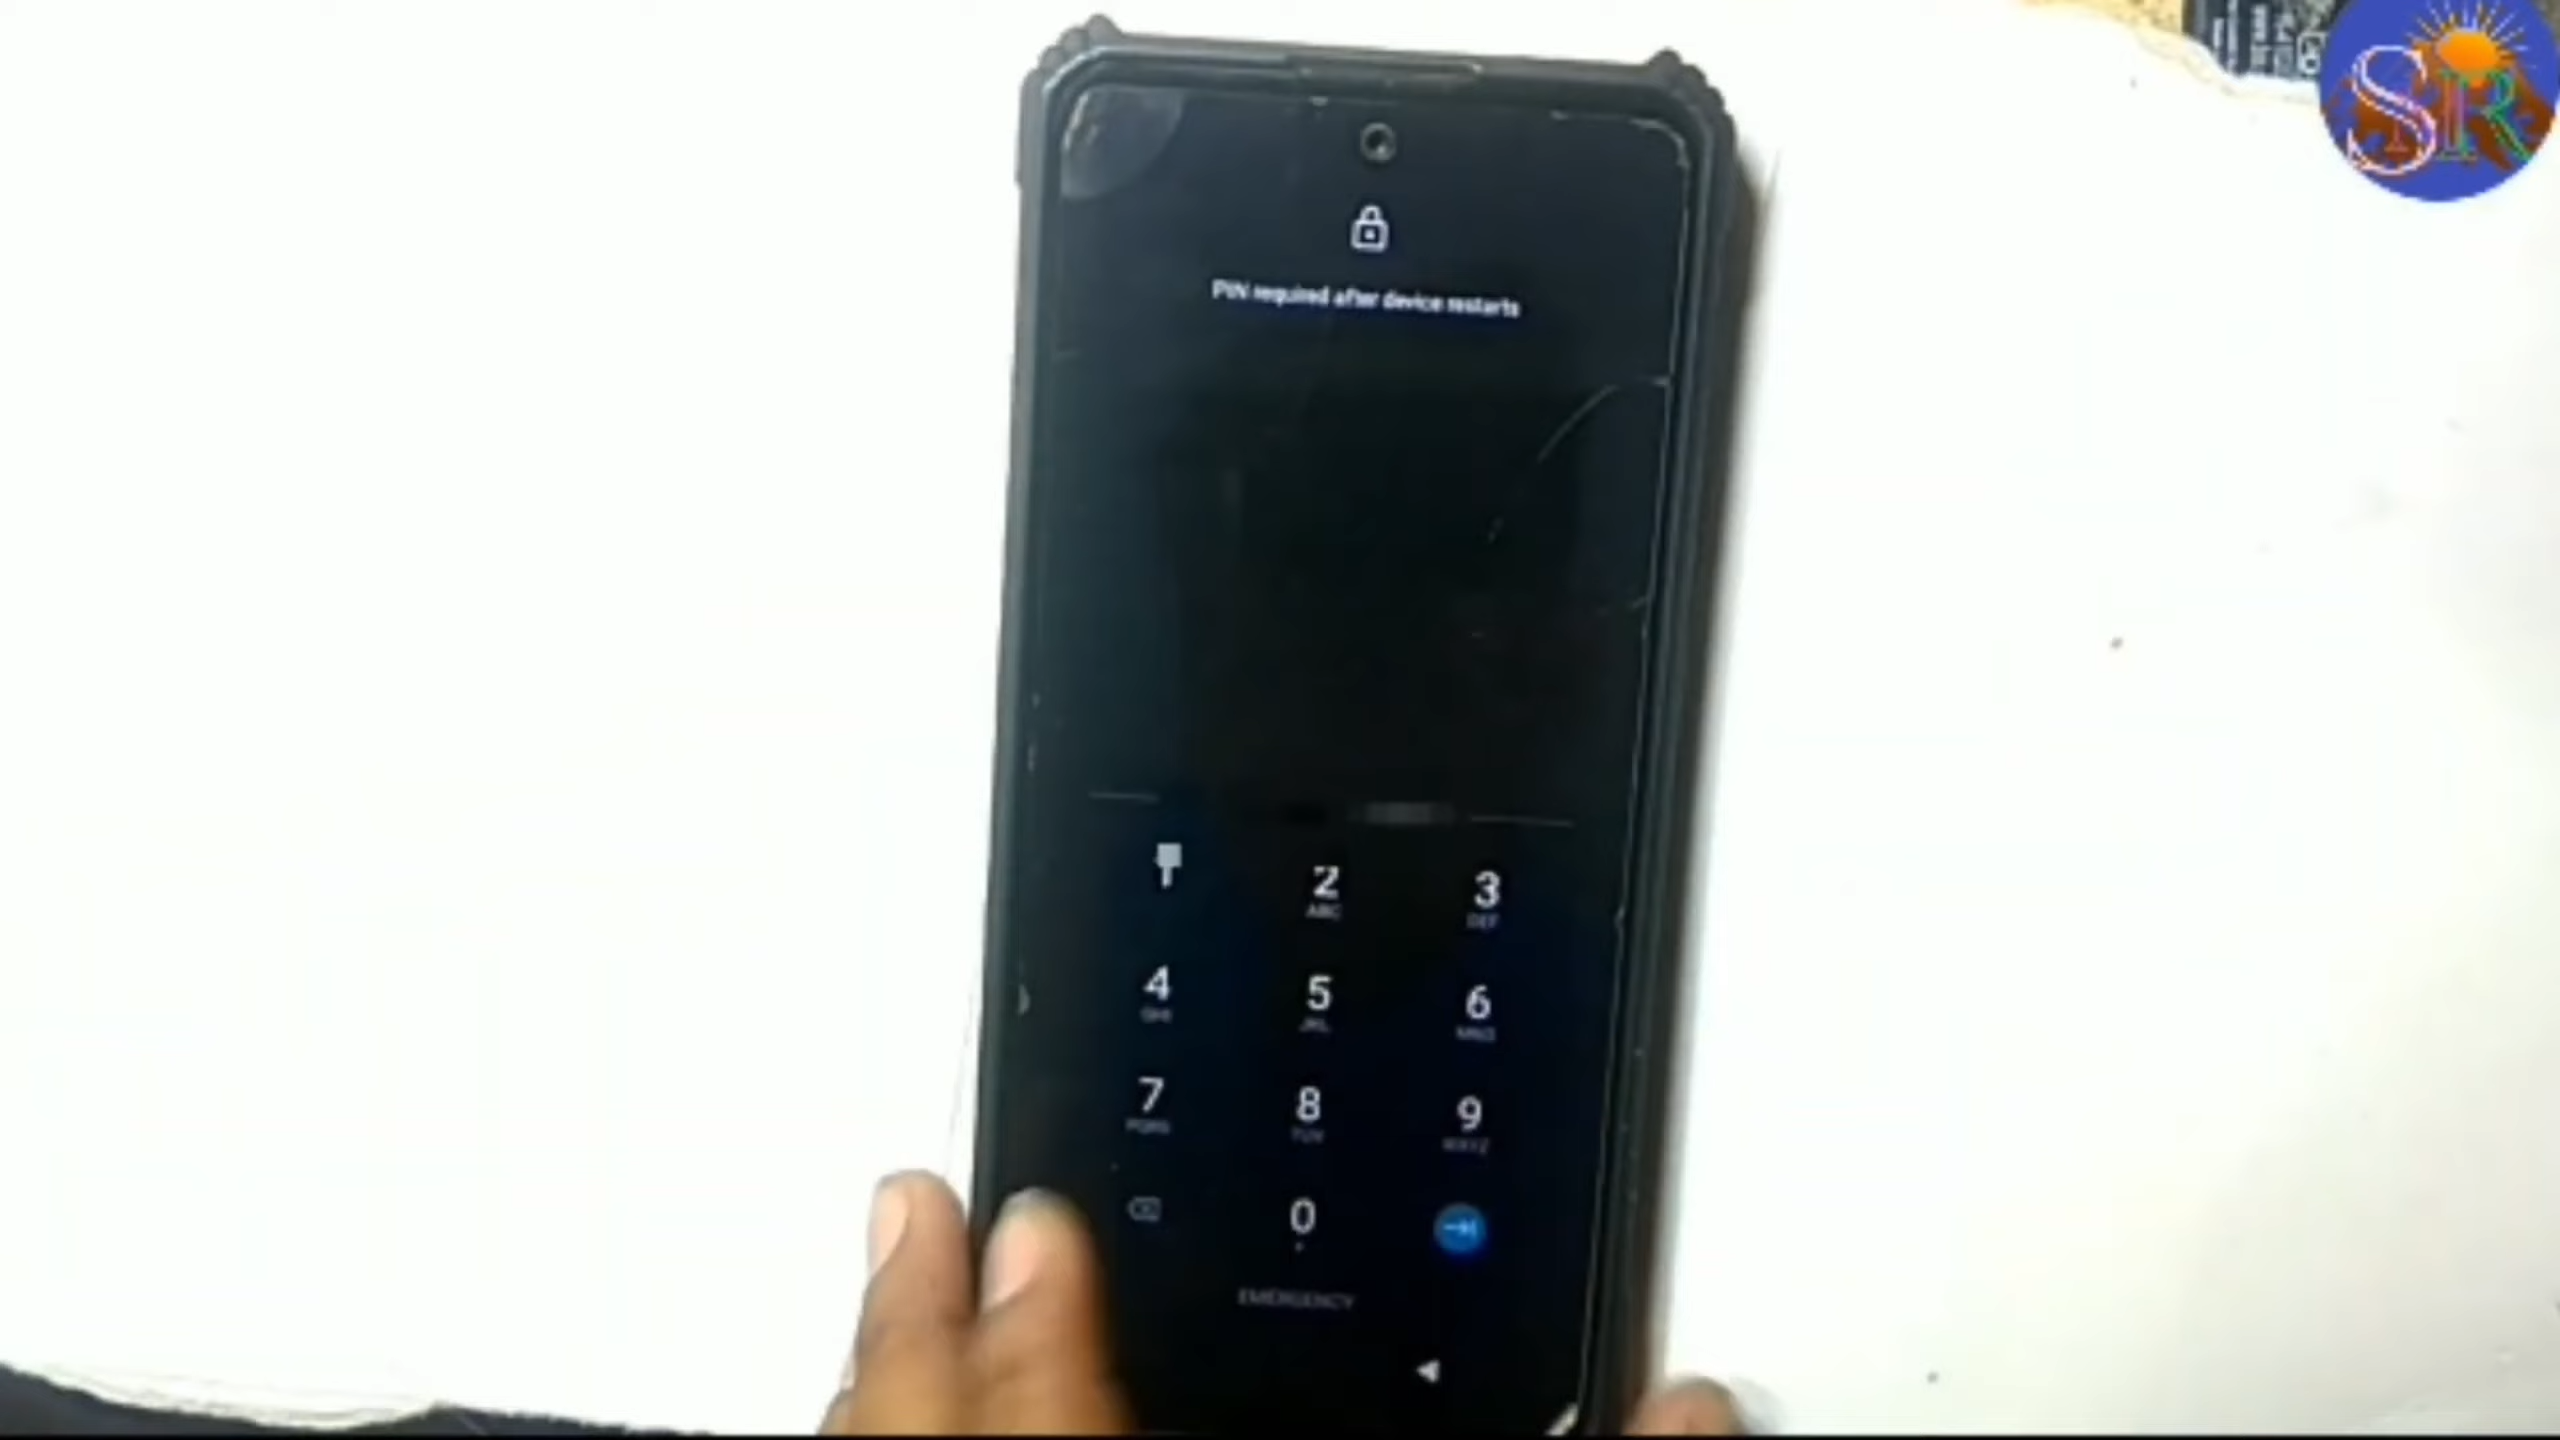 SR
PIN required after device restarts
1 2 3
ABC DEF
4 5 6
GHI JKL MNO
7 8 9
PQRS TUV WXYZ
0
+
EMERGENCY